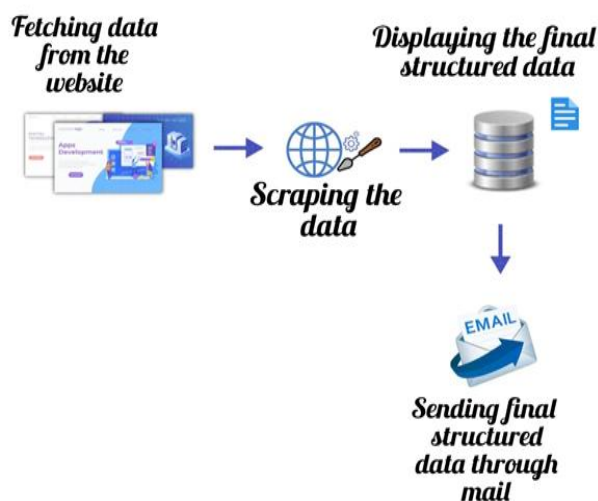 Fetching data
from the
website
Apps
Development
Scraping the
data
Displaying the final
structured data
EMAIL
Sending final
structured
data through
mail